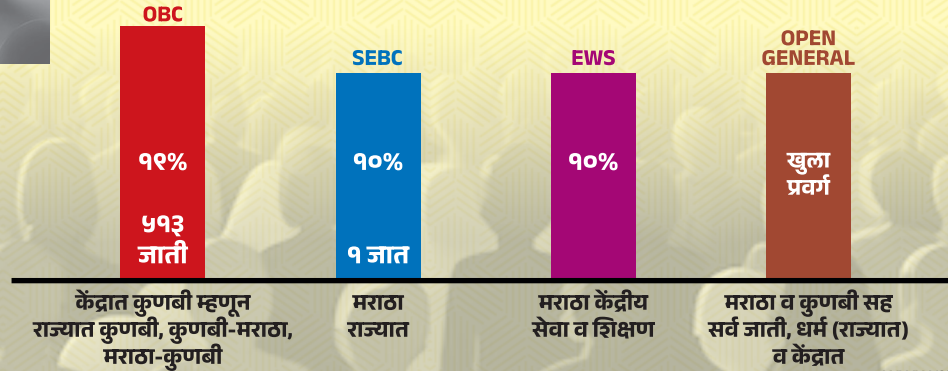 OBC
१९%
५१३
जाती
केंद्रात कुणबी म्हणून
राज्यात कुणबी, कुणबी-मराठा,
मराठा-कुणबी
SEBC
१०%
१ जात
मराठा
राज्यात
EWS
१०%
मराठा केंद्रीय
सेवा व शिक्षण
OPEN
GENERAL
खुला
प्रवर्ग
मराठा व कुणबी सह
सर्व जाती, धर्म (राज्यात)
व केंद्रात